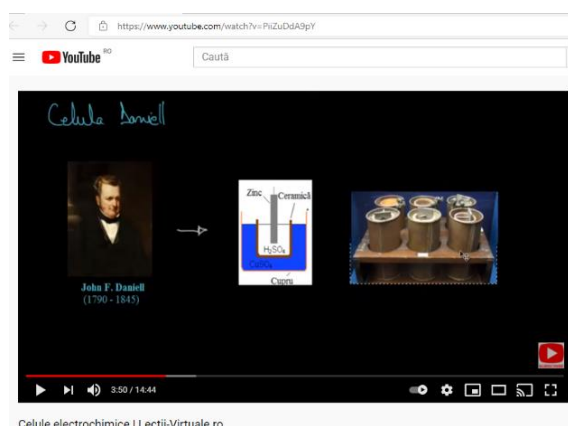 https://www.youtube.com/watch?v=PiiZuDdA9pY
YouTube RO
Caută
Celula Daniell
Zinc
Ceramică
H₂SO₄
CuSO₄
Cupru
John F. Daniell
(1790 - 1845)
3:50 / 14:44
Celule electrochimice | Lectii-Virtuale.ro